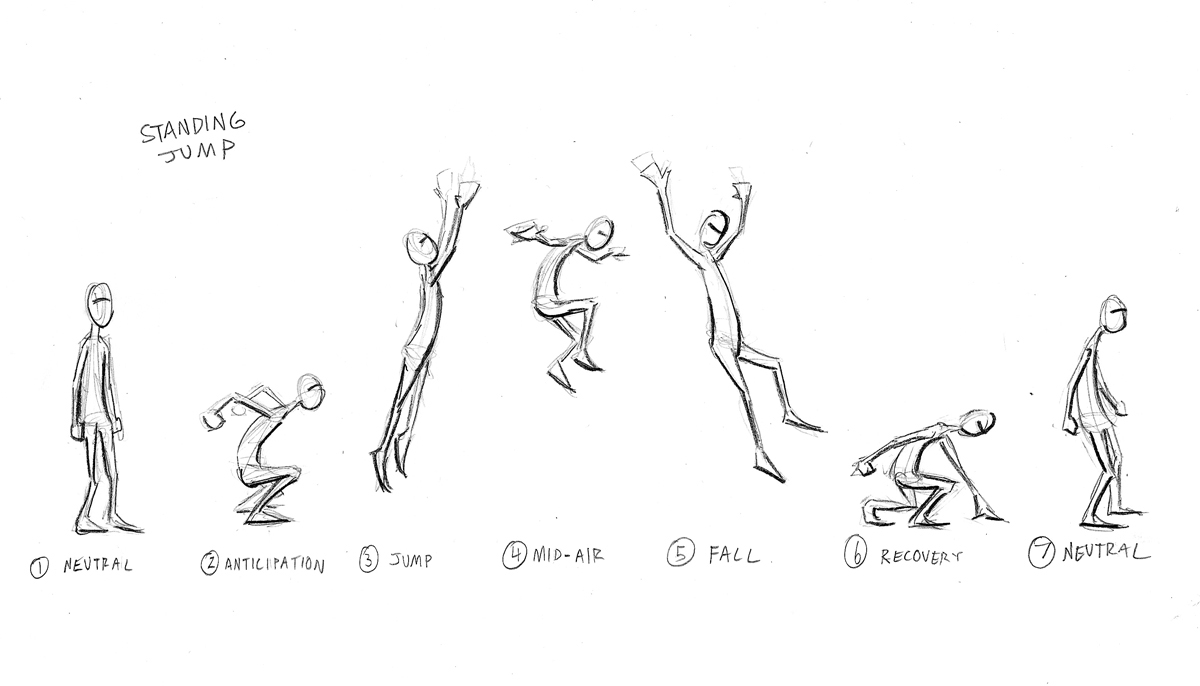 STANDING
JUMP
① NEUTRAL
② ANTICIPATION
③ JUMP
④ MID-AIR
⑤ FALL
⑥ RECOVERY
⑦ NEUTRAL